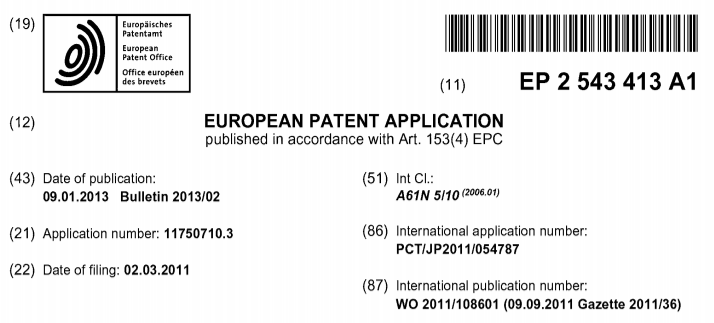 (19)
Europäisches
Patentamt
European
Patent Office
Office européen
des brevets
(11) EP 2 543 413 A1
(12) EUROPEAN PATENT APPLICATION
published in accordance with Art. 153(4) EPC
(43) Date of publication:
09.01.2013 Bulletin 2013/02
(21) Application number: 11750710.3
(22) Date of filing: 02.03.2011
(51) Int Cl.:
A61N 5/10 (2006.01)
(86) International application number:
PCT/JP2011/054787
(87) International publication number:
WO 2011/108601 (09.09.2011 Gazette 2011/36)